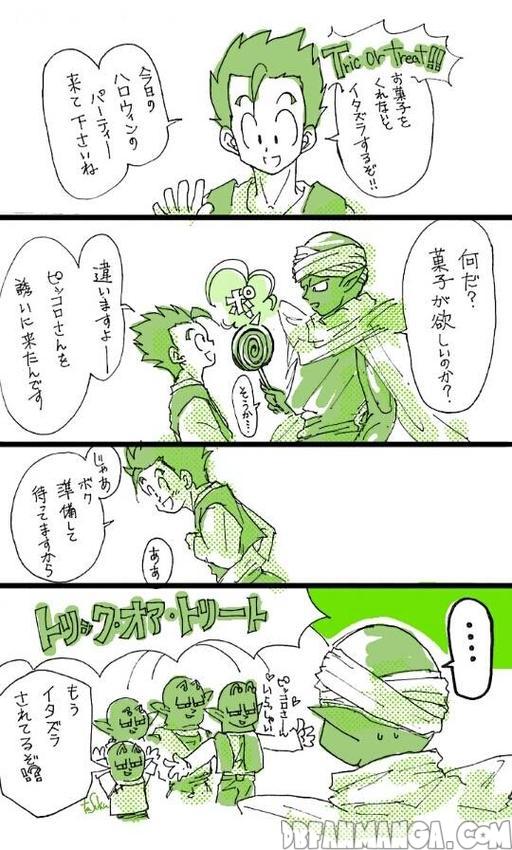 Tric or Treat!!
お菓子を
くれないと
イタズラするぞ!!
今日の
ハロウィンの
パーティー
来て下さいね
何だ?
菓子が欲しいのか?
ポン
そうか…
違いますよー
ピッコロさんを
誘いに来たんです
じゃあ
ボク
準備して
待ってますから
ああ
トリック・オア・トリート
・・・・
ピッコロさん
いらっしゃい
もう
イタズラ
されてるぞ!?
DBFANMANGA.COM